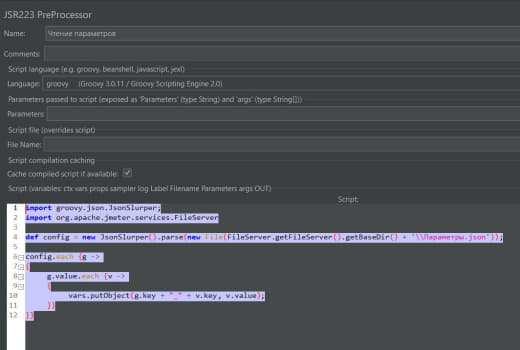 JSR223 PreProcessor
Name: Чтение параметров
Comments:
Script language (e.g. groovy, beanshell, javascript, jexl)
Language: groovy (Groovy 3.0.11 / Groovy Scripting Engine 2.0)
Parameters passed to script (exposed as 'Parameters' (type String) and 'args' (type String[]))
Parameters:
Script file (overrides script)
File Name:
Script compilation caching
Cache compiled script if available:
Script (variables: ctx vars props sampler log Label Filename Parameters args OUT)
Script:
1 import groovy.json.JsonSlurper;
2 import org.apache.jmeter.services.FileServer
3
4 def config = new JsonSlurper().parse(new File(FileServer.getFileServer().getBaseDir() + '\\Параметры.json'));
5
6 config.each {g ->
7 {
8 g.value.each {v ->
9 {
10 vars.putObject(g.key + "_" + v.key, v.value);
11 }}
12 }}